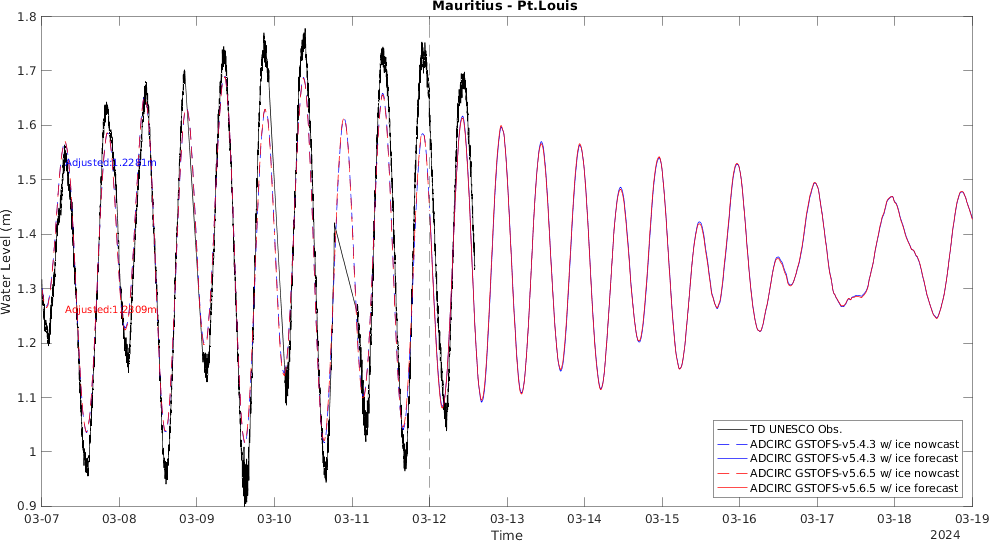 Mauritius - Pt.Louis
1.8
1.7
1.6
1.5
1.4
1.3
1.2
1.1
1
0.9
Water Level (m)
Adjusted:1.2261m
Adjusted:1.2309m
TD UNESCO Obs.
ADCIRC GSTOFS-v5.4.3 w/ ice nowcast
ADCIRC GSTOFS-v5.4.3 w/ ice forecast
ADCIRC GSTOFS-v5.6.5 w/ ice nowcast
ADCIRC GSTOFS-v5.6.5 w/ ice forecast
03-07 03-08 03-09 03-10 03-11 03-12 03-13 03-14 03-15 03-16 03-17 03-18 03-19
Time
2024